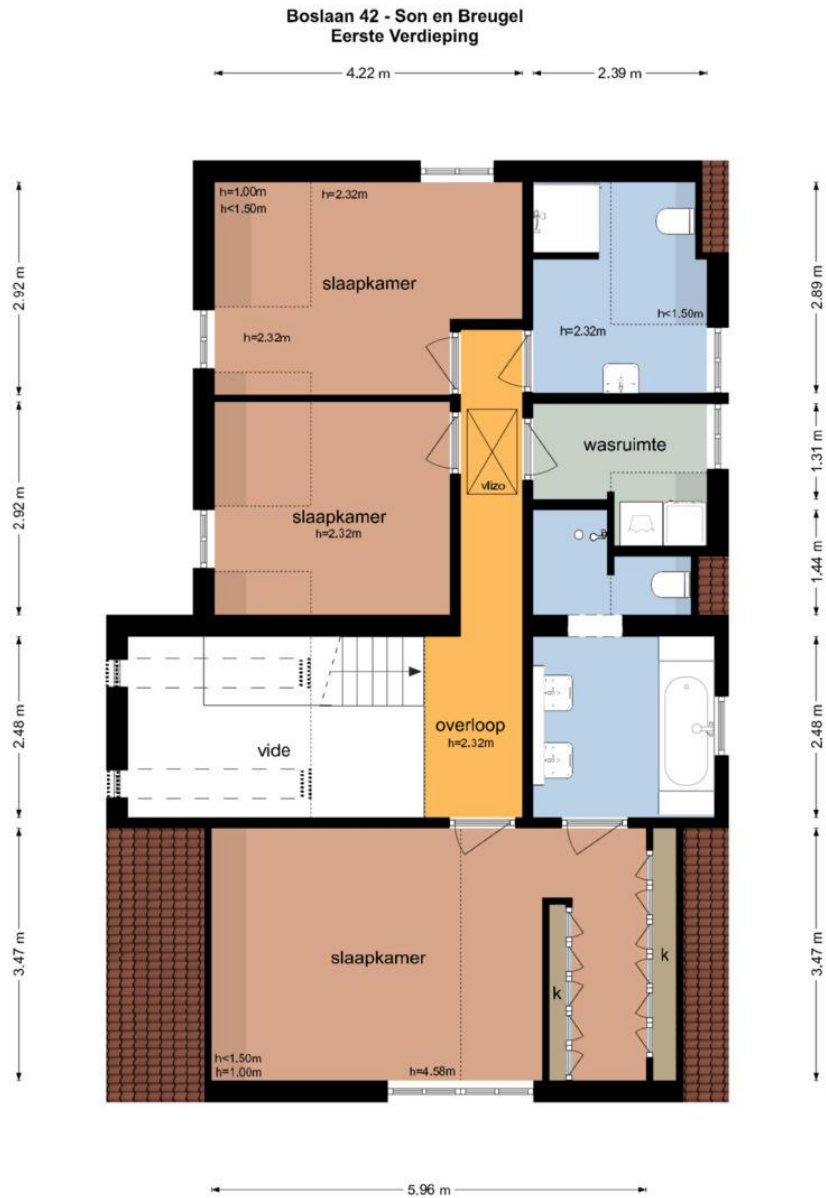 Boslaan 42 - Son en Breugel
Eerste Verdieping
4.22 m
2.39 m
h=1.00m
h<1.50m
h=2.32m
slaapkamer
h=2.32m
2.92 m
2.89 m
h<1.50m
h=2.32m
wasruimte
1.31 m
vlizo
2.92 m
slaapkamer
h=2.32m
1.44 m
2.48 m
vide
overloop
h=2.32m
2.48 m
3.47 m
slaapkamer
k
k
3.47 m
h<1.50m
h=1.00m
h=4.58m
5.96 m